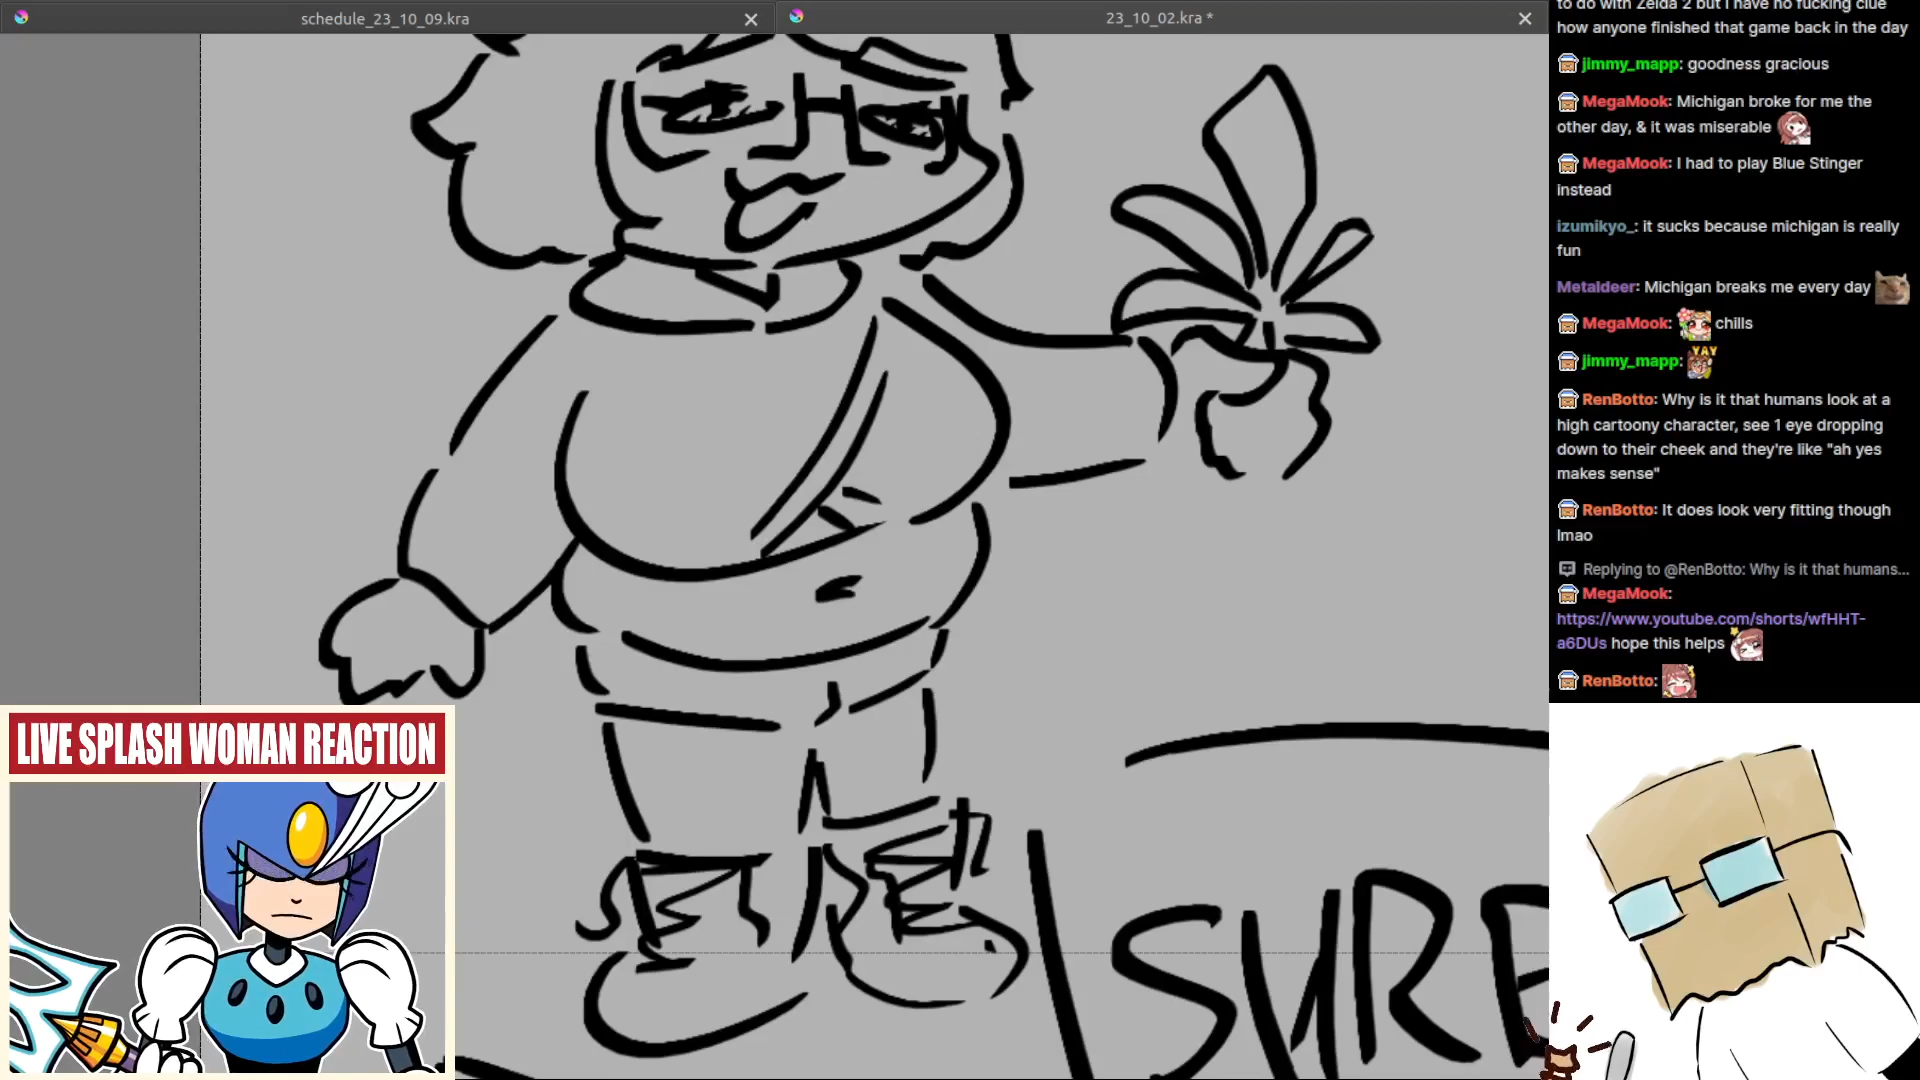 schedule_23_10_09.kra
23_10_02.kra *
to do with Zelda 2 but I have no fucking clue
how anyone finished that game back in the day
jimmy_mapp: goodness gracious
MegaMook: Michigan broke for me the
other day, & it was miserable
MegaMook: I had to play Blue Stinger
instead
izumikyo_: it sucks because michigan is really
fun
Metaldeer: Michigan breaks me every day
MegaMook: chills
jimmy_mapp: YAY
RenBotto: Why is it that humans look at a
high cartoony character, see 1 eye dropping
down to their cheek and they're like "ah yes
makes sense"
RenBotto: It does look very fitting though
lmao
Replying to @RenBotto: Why is it that humans...
MegaMook:
https://www.youtube.com/shorts/wfHHT-
a6DUs hope this helps
RenBotto:
LIVE SPLASH WOMAN REACTION